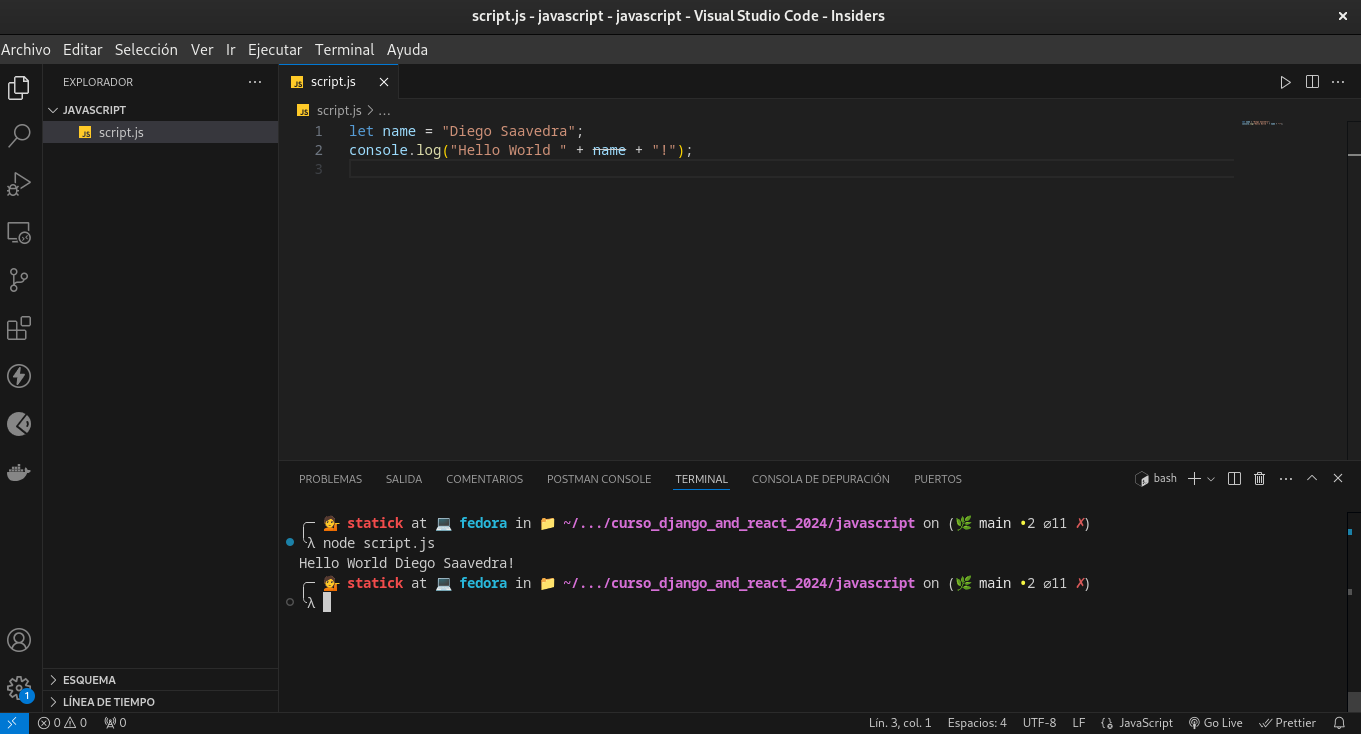 script.js - javascript - javascript - Visual Studio Code - Insiders
Archivo Editar Selección Ver Ir Ejecutar Terminal Ayuda
EXPLORADOR
JAVASCRIPT
JS script.js
ESQUEMA
LÍNEA DE TIEMPO
1
JS script.js
JS script.js > ...
1 let name = "Diego Saavedra";
2 console.log("Hello World " + name + "!");
3
PROBLEMAS SALIDA COMENTARIOS POSTMAN CONSOLE TERMINAL CONSOLA DE DEPURACIÓN PUERTOS bash
╭─ 💁 statick at 💻 fedora in 📁 ~/.../curso_django_and_react_2024/javascript on (🌿 main •2 ⌀11 ✗)
╰λ node script.js
Hello World Diego Saavedra!
╭─ 💁 statick at 💻 fedora in 📁 ~/.../curso_django_and_react_2024/javascript on (🌿 main •2 ⌀11 ✗)
╰λ
0 0 0 Lín. 3, col. 1 Espacios: 4 UTF-8 LF {} JavaScript Go Live Prettier